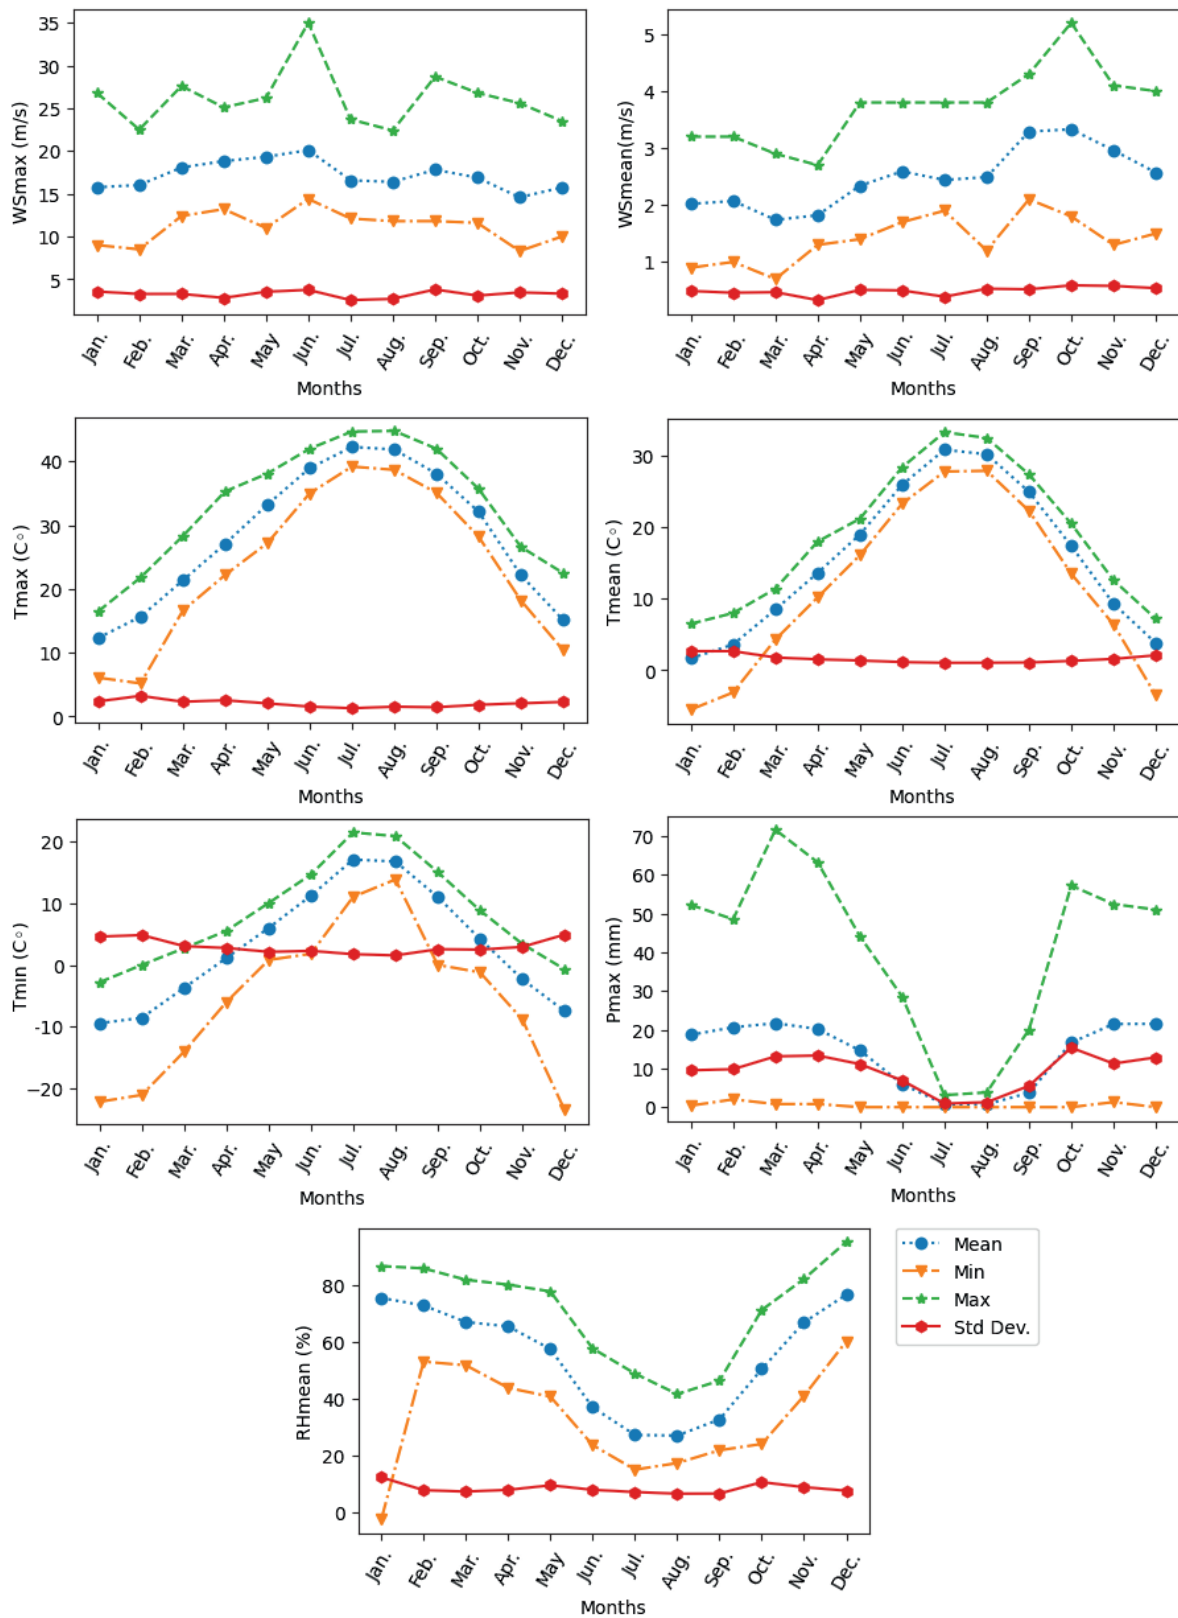 WSmax (m/s)
35
30
25
20
15
10
5
Jan. Feb. Mar. Apr. May Jun. Jul. Aug. Sep. Oct. Nov. Dec.
Months
WSmean(m/s)
5
4
3
2
1
Jan. Feb. Mar. Apr. May Jun. Jul. Aug. Sep. Oct. Nov. Dec.
Months
Tmax (C◦)
40
30
20
10
0
Jan. Feb. Mar. Apr. May Jun. Jul. Aug. Sep. Oct. Nov. Dec.
Months
Tmean (C◦)
30
20
10
0
Jan. Feb. Mar. Apr. May Jun. Jul. Aug. Sep. Oct. Nov. Dec.
Months
Tmin (C◦)
20
10
0
-10
−20
Jan. Feb. Mar. Apr. May Jun. Jul. Aug. Sep. Oct. Nov. Dec.
Months
Pmax (mm)
70
60
50
40
30
20
10
0
Jan. Feb. Mar. Apr. May Jun. Jul. Aug. Sep. Oct. Nov. Dec.
Months
RHmean (%)
80
60
40
20
0
Jan. Feb. Mar. Apr. May Jun. Jul. Aug. Sep. Oct. Nov. Dec.
Months
Mean
Min
Max
Std Dev.